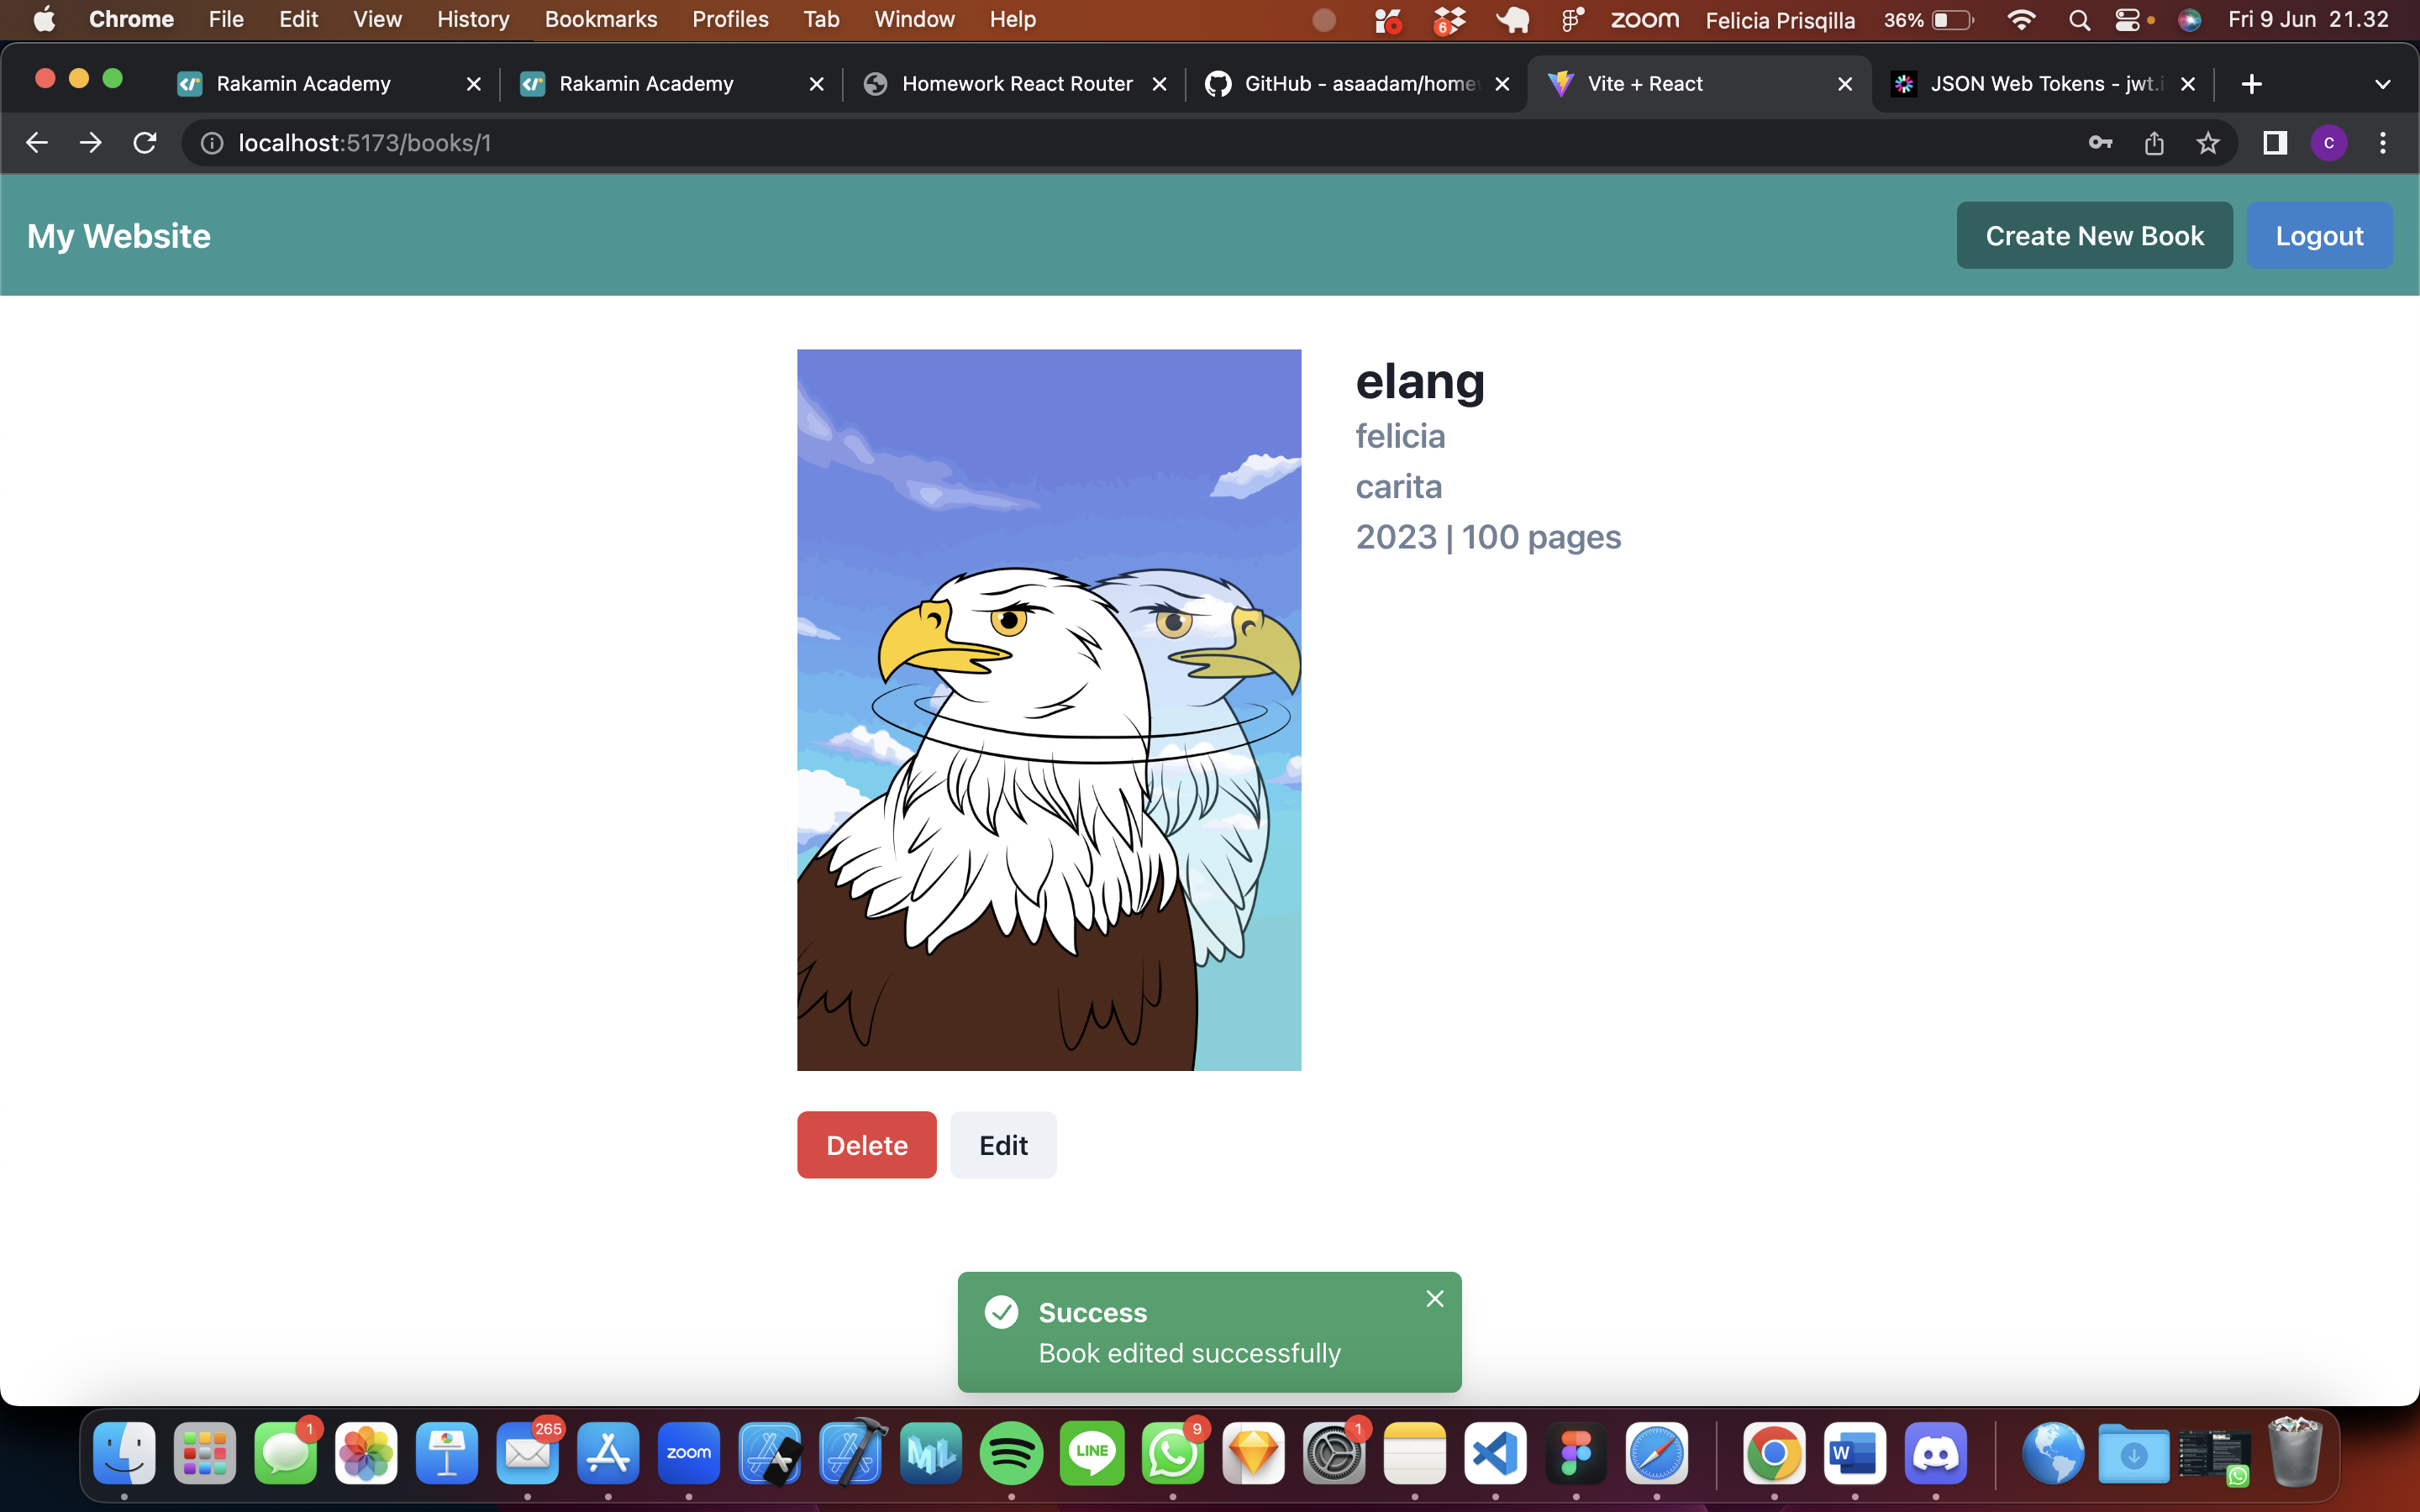 Chrome File Edit View History Bookmarks Profiles Tab Window Help 6 zoom Felicia Prisqilla 36% Fri 9 Jun 21.32
Rakamin Academy Rakamin Academy Homework React Router GitHub - asaadam/home Vite + React JSON Web Tokens - jwt.i
localhost:5173/books/1 C
My Website Create New Book Logout
elang
felicia
carita
2023 | 100 pages
Delete Edit
Success
Book edited successfully
1 265 9 1
zoom ML LINE W